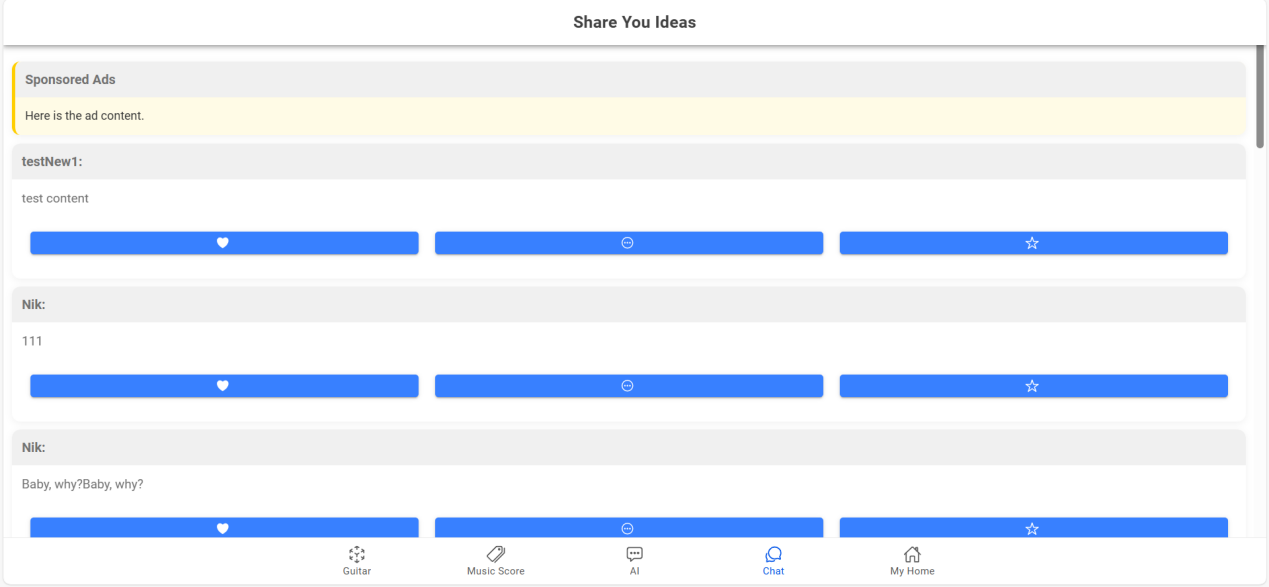 Share You Ideas
Sponsored Ads
Here is the ad content.
testNew1:
test content
Nik:
111
Nik:
Baby, why?Baby, why?
Guitar
Music Score
AI
Chat
My Home